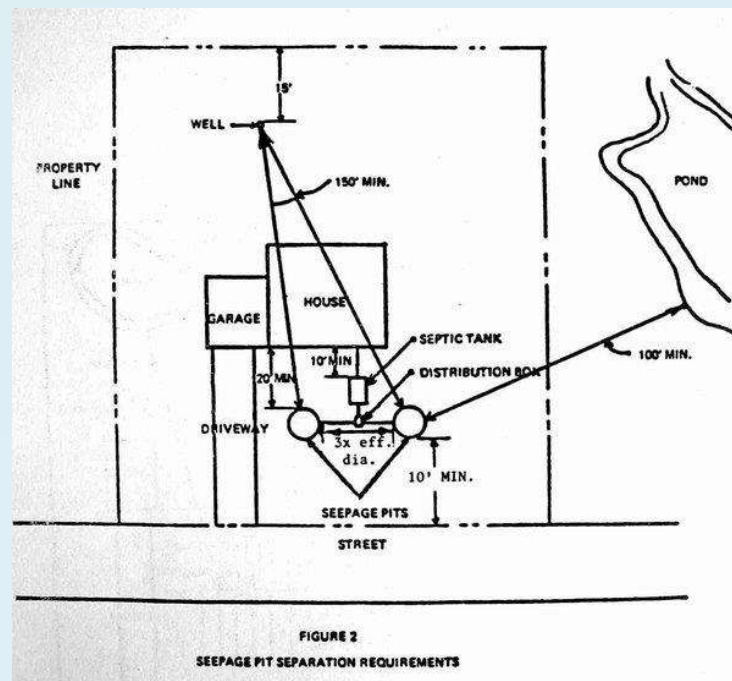 15'
WELL
PROPERTY
LINE
150' MIN.
POND
HOUSE
GARAGE
10' MIN
SEPTIC TANK
20' MIN
DISTRIBUTION BOX
100' MIN.
DRIVEWAY
3x eff.
dia.
10' MIN.
SEEPAGE PITS
STREET
FIGURE 2
SEEPAGE PIT SEPARATION REQUIREMENTS